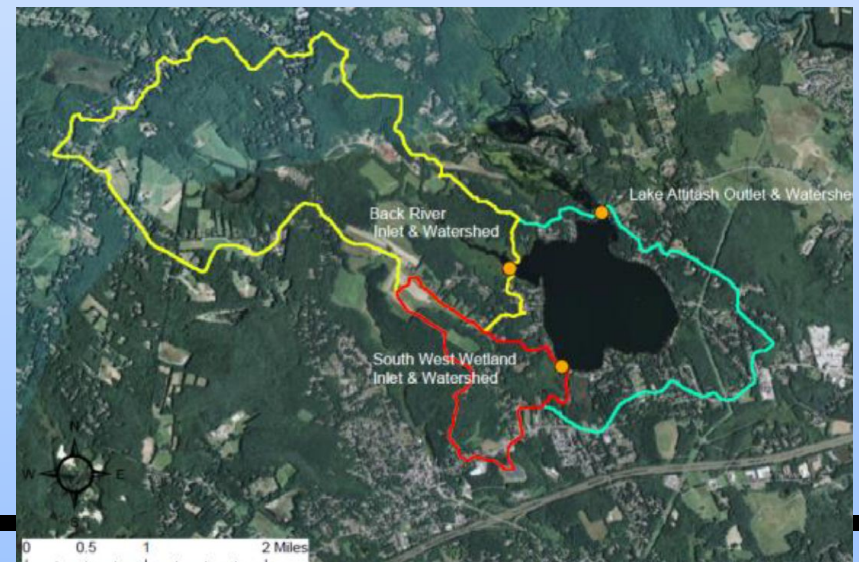 Lake Attitash Outlet & Watershe
Back River
Inlet & Watershed
South West Wetland
Inlet & Watershed
N
W E
S
0 0.5 1 2 Miles